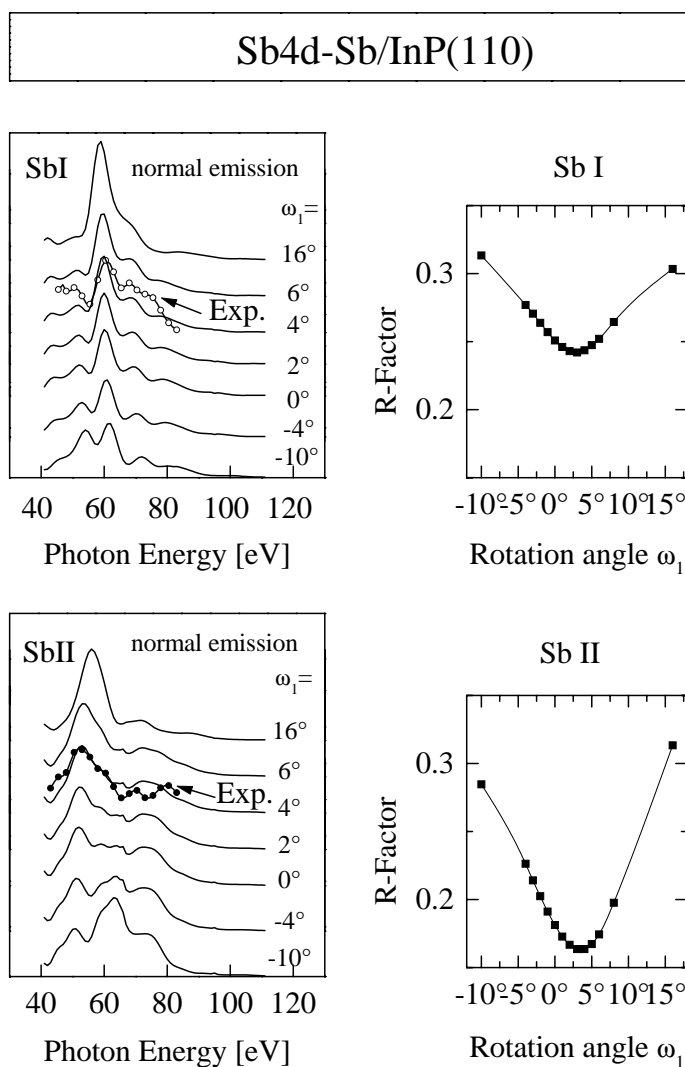 Sb4d-Sb/InP(110)
SbI
normal emission
ω₁=
16°
6°
4°
2°
0°
-4°
-10°
Exp.
40 60 80 100 120
Photon Energy [eV]
Sb I
R-Factor
0.3
0.2
-10° -5° 0° 5° 10° 15°
Rotation angle ω₁
SbII
normal emission
ω₁=
16°
6°
4°
2°
0°
-4°
-10°
Exp.
40 60 80 100 120
Photon Energy [eV]
Sb II
R-Factor
0.3
0.2
-10° -5° 0° 5° 10° 15°
Rotation angle ω₁